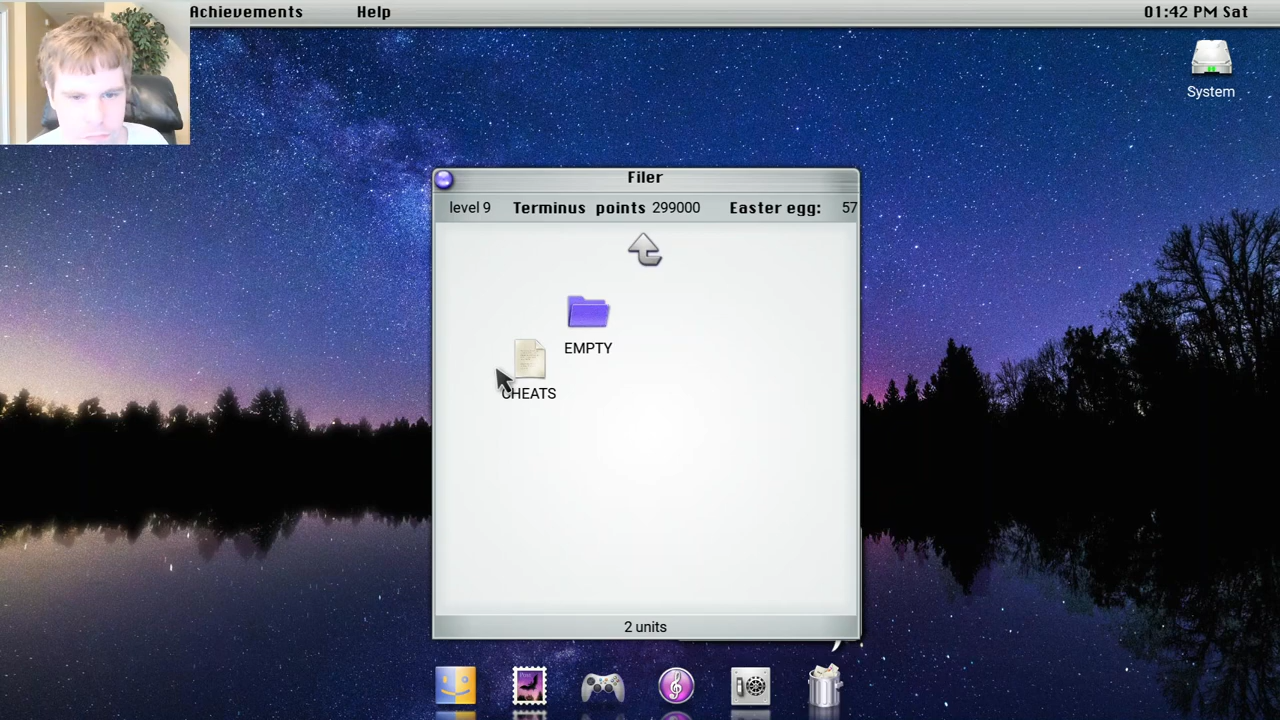 Achievements Help 01:42 PM Sat
System
Filer
level 9 Terminus points 299000 Easter egg: 57
EMPTY
CHEATS
2 units